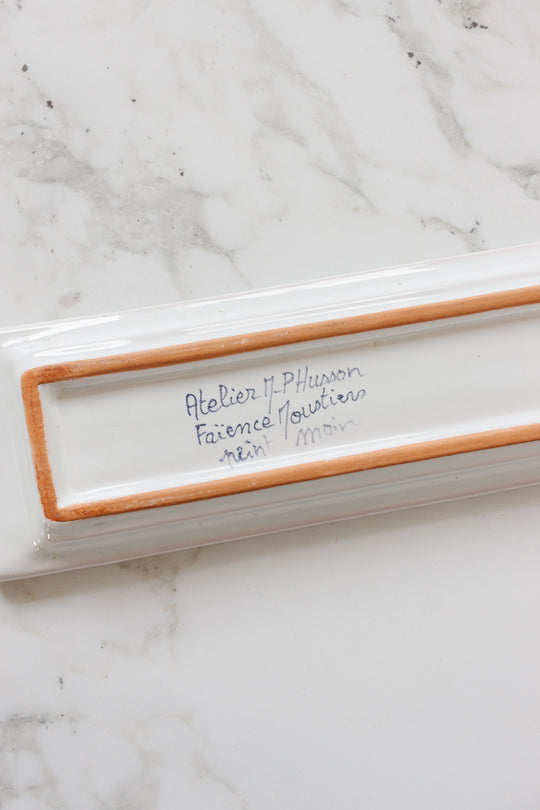 Atelier M-P Husson
Faïence Moustiers
peint main